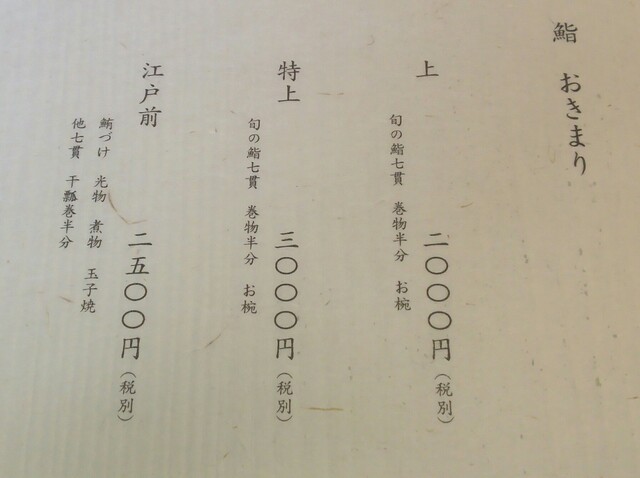 鮨 おきまり
上 二〇〇〇円(税別)
旬の鮨七貫 巻物半分 お椀
特上 三〇〇〇円(税別)
旬の鮨七貫 巻物半分 お椀
江戸前 二五〇〇円(税別)
鮪づけ 光物 煮物 玉子焼
他七貫 干瓢巻半分